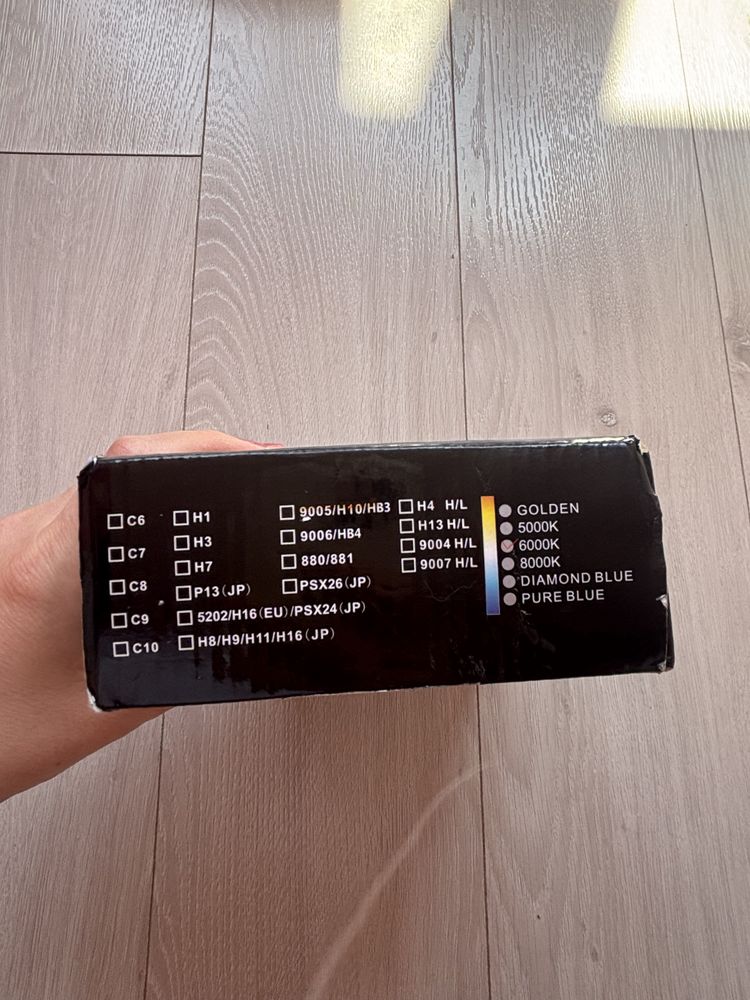 C6
C7
C8
C9
C10
H1
H3
H7
P13(JP)
5202/H16(EU)/PSX24(JP)
H8/H9/H11/H16(JP)
9005/H10/HB3
9006/HB4
880/881
PSX26(JP)
H4 H/L
H13 H/L
9004 H/L
9007 H/L
GOLDEN
5000K
6000K
8000K
DIAMOND BLUE
PURE BLUE